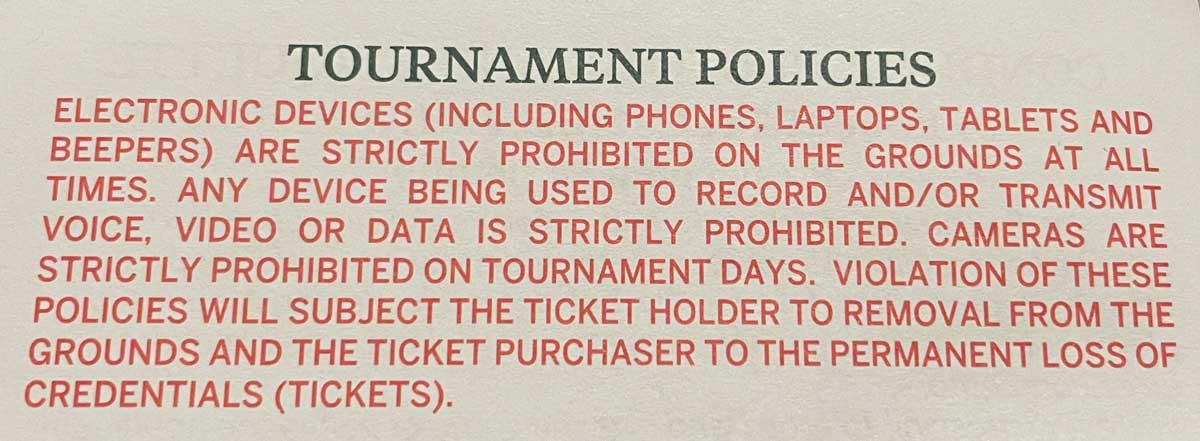 TOURNAMENT POLICIES
ELECTRONIC DEVICES (INCLUDING PHONES, LAPTOPS, TABLETS AND
BEEPERS) ARE STRICTLY PROHIBITED ON THE GROUNDS AT ALL
TIMES. ANY DEVICE BEING USED TO RECORD AND/OR TRANSMIT
VOICE, VIDEO OR DATA IS STRICTLY PROHIBITED. CAMERAS ARE
STRICTLY PROHIBITED ON TOURNAMENT DAYS. VIOLATION OF THESE
POLICIES WILL SUBJECT THE TICKET HOLDER TO REMOVAL FROM THE
GROUNDS AND THE TICKET PURCHASER TO THE PERMANENT LOSS OF
CREDENTIALS (TICKETS).